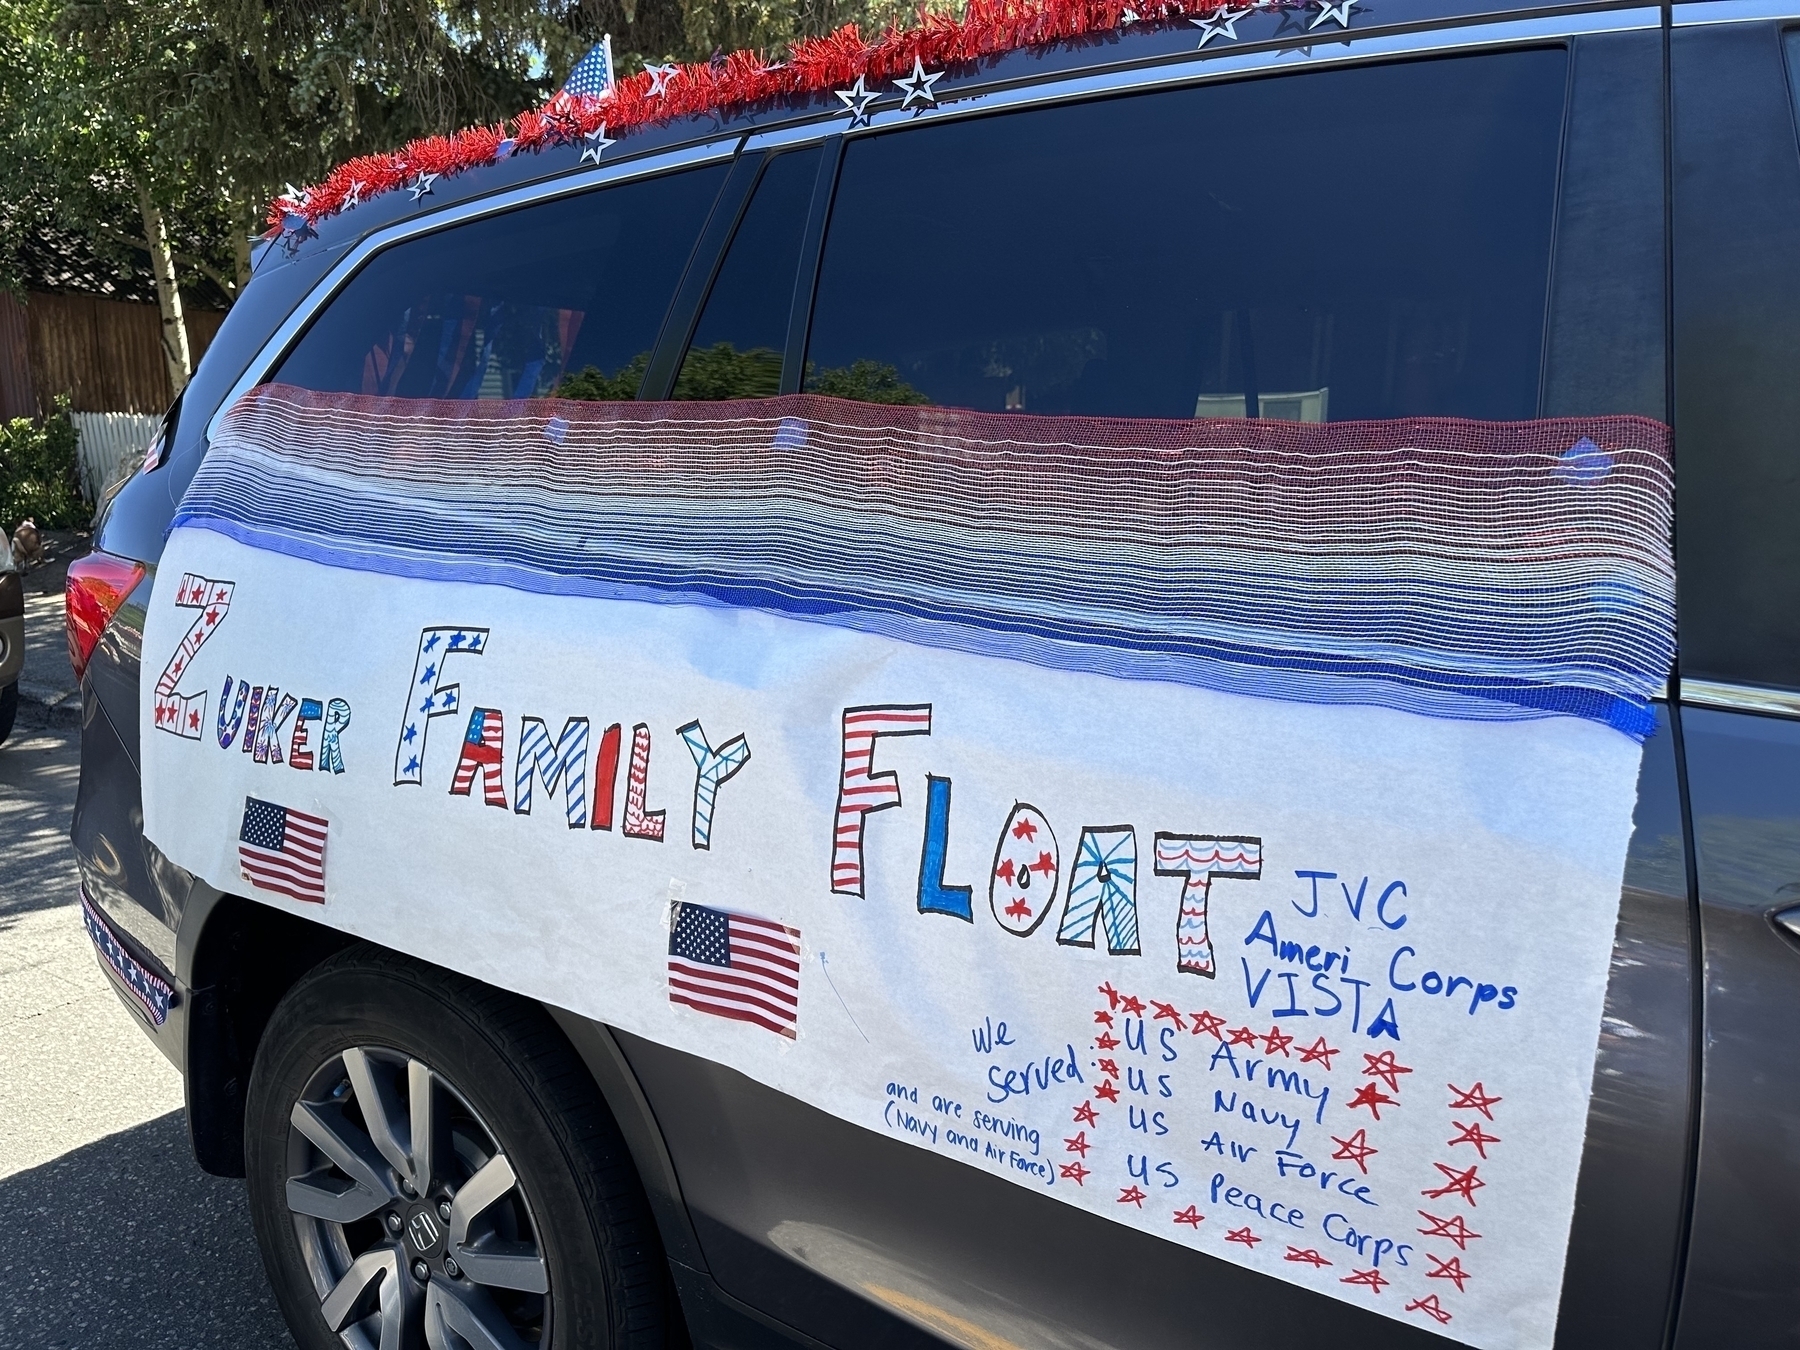 ZUIKER FAMILY FLOAT
JVC
Ameri Corps
VISTA
We
served:
and are serving
(Navy and Air Force)
US Army
US Navy
US Air Force
US Peace Corps